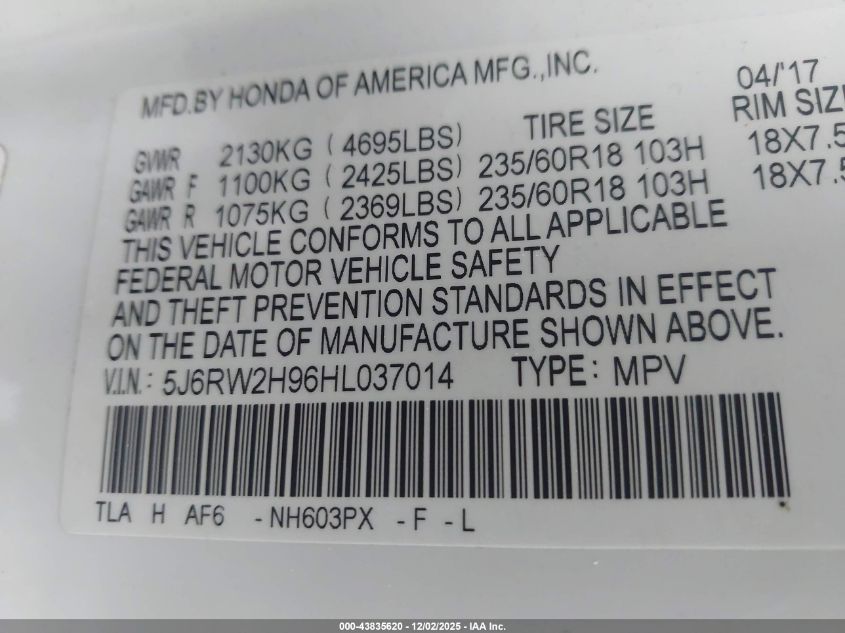 MFD.BY HONDA OF AMERICA MFG.,INC. 04/'17
TIRE SIZE RIM SIZ
GVWR 2130KG ( 4695LBS)
GAWR F 1100KG ( 2425LBS) 235/60R18 103H 18X7.5
GAWR R 1075KG ( 2369LBS) 235/60R18 103H 18X7.5
THIS VEHICLE CONFORMS TO ALL APPLICABLE
FEDERAL MOTOR VEHICLE SAFETY
AND THEFT PREVENTION STANDARDS IN EFFECT
ON THE DATE OF MANUFACTURE SHOWN ABOVE.
V.I.N.: 5J6RW2H96HL037014 TYPE: MPV
TLA H AF6 -NH603PX -F -L
000-43835620 - 12/02/2025 - IAA Inc.